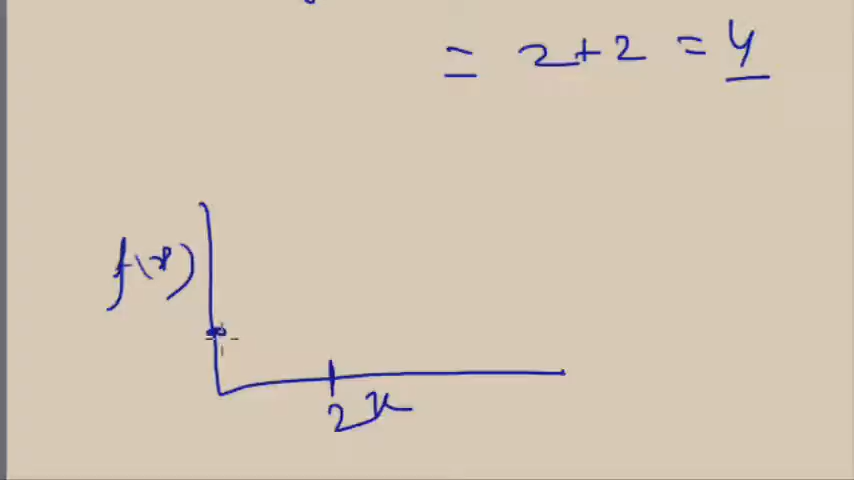 = 2+2 = 4
f(x)
2 x